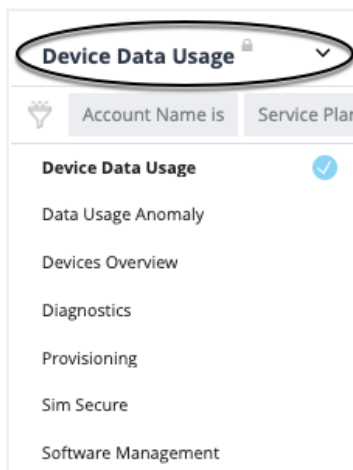 Device Data Usage
Account Name is Service Plan
Device Data Usage
Data Usage Anomaly
Devices Overview
Diagnostics
Provisioning
Sim Secure
Software Management